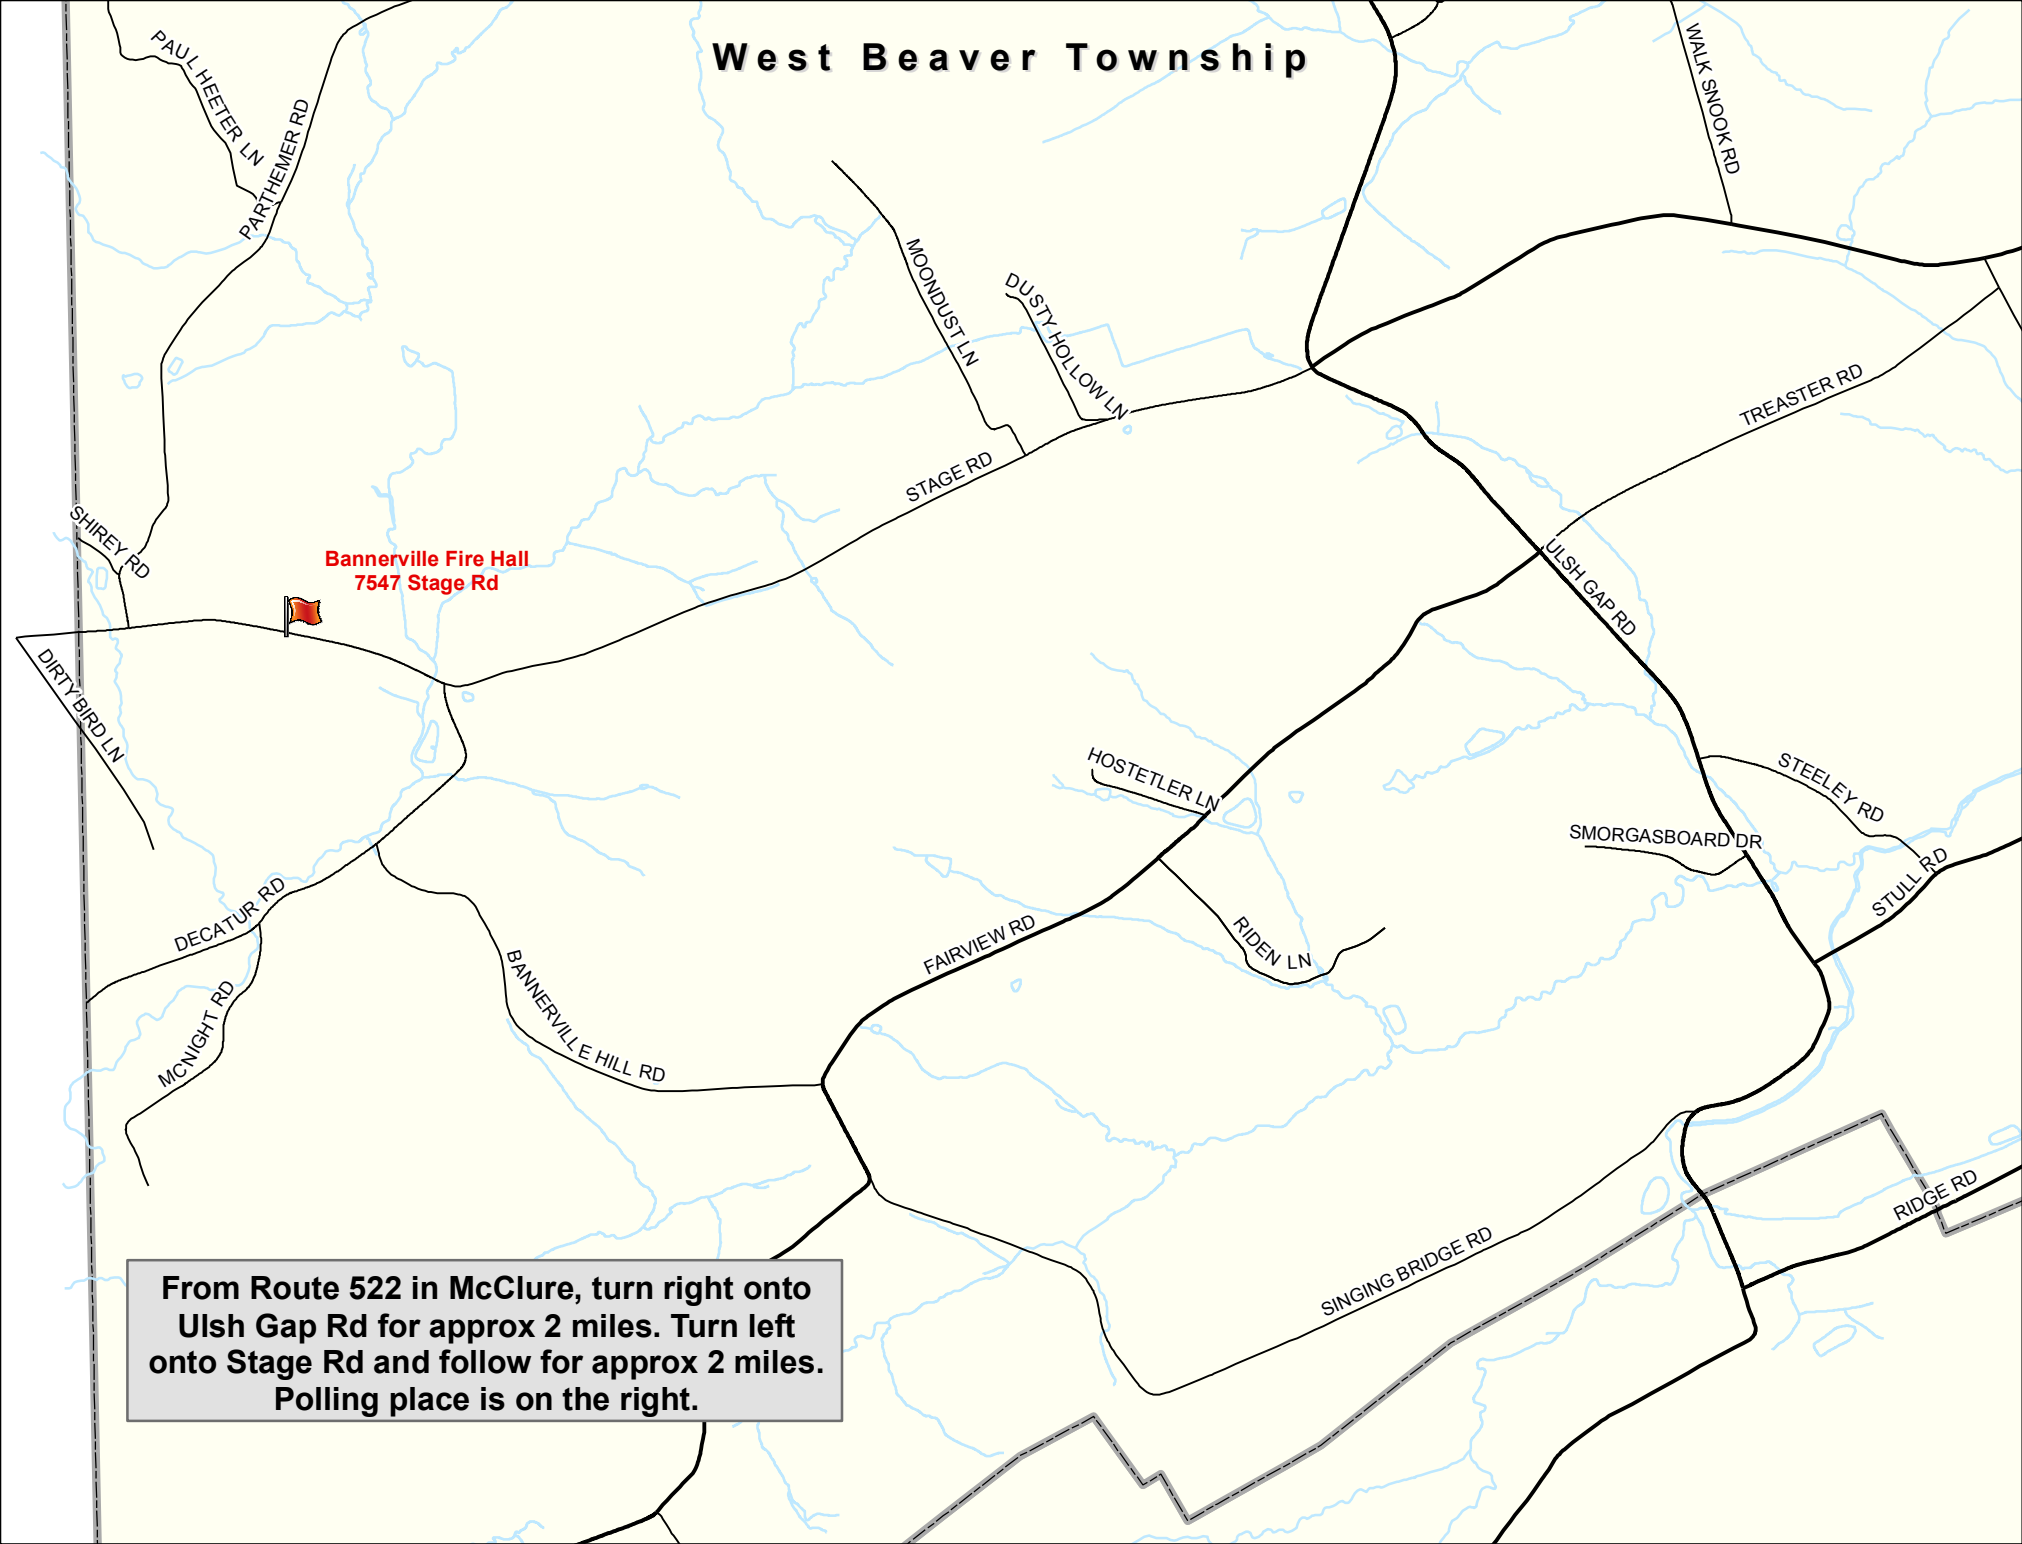 West Beaver Township
PAUL HEETER LN
PARTHEMER RD
WALK SNOOK RD
MOONDUST LN
DUSTY HOLLOW LN
TREASTER RD
STAGE RD
SHIREY RD
Bannerville Fire Hall
7547 Stage Rd
ULSH GAP RD
DIRTY BIRD LN
HOSTETLER LN
STEELEY RD
SMORGASBOARD DR
STULL RD
DECATUR RD
FAIRVIEW RD
RIDEN LN
BANNERVILLE HILL RD
MCNIGHT RD
RIDGE RD
SINGING BRIDGE RD
From Route 522 in McClure, turn right onto
Ulsh Gap Rd for approx 2 miles. Turn left
onto Stage Rd and follow for approx 2 miles.
Polling place is on the right.